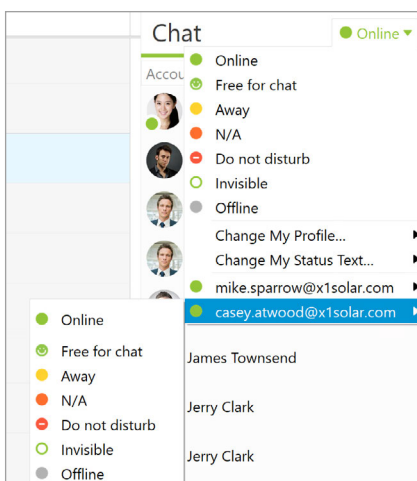 Chat
Online
Accou
Online
Free for chat
Away
N/A
Do not disturb
Invisible
Offline
Change My Profile...
Change My Status Text...
mike.sparrow@x1solar.com
casey.atwood@x1solar.com
James Townsend
Jerry Clark
Jerry Clark
Online
Free for chat
Away
N/A
Do not disturb
Invisible
Offline